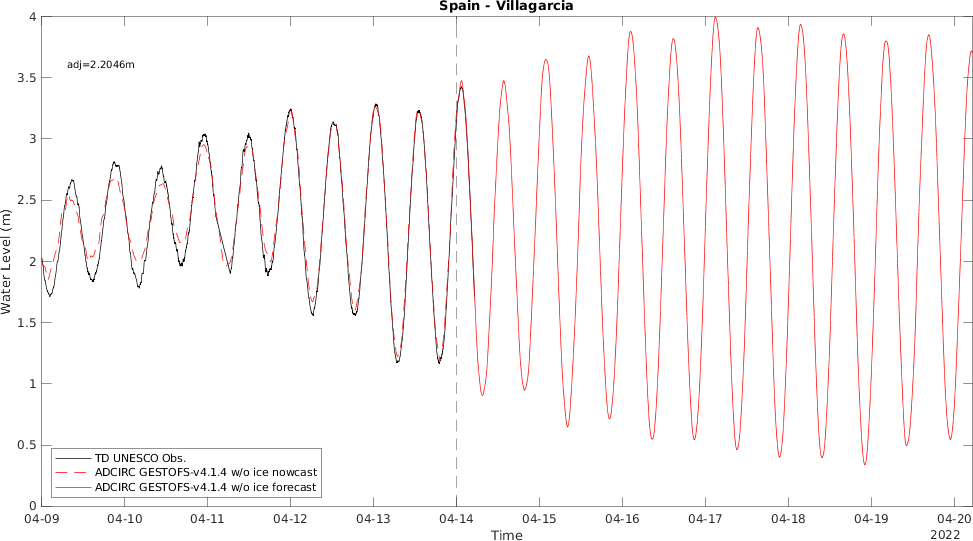 Spain - Villagarcia
adj=2.2046m
4
3.5
3
2.5
2
1.5
1
0.5
0
Water Level (m)
TD UNESCO Obs.
ADCIRC GESTOFS-v4.1.4 w/o ice nowcast
ADCIRC GESTOFS-v4.1.4 w/o ice forecast
04-09 04-10 04-11 04-12 04-13 04-14 04-15 04-16 04-17 04-18 04-19 04-20
Time
2022